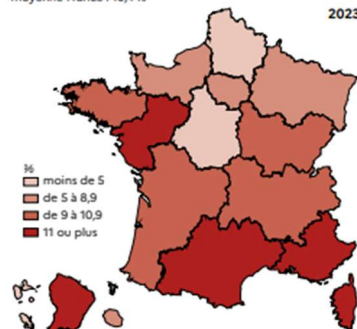 2023
%
moins de 5
de 5 à 8,9
de 9 à 10,9
11 ou plus